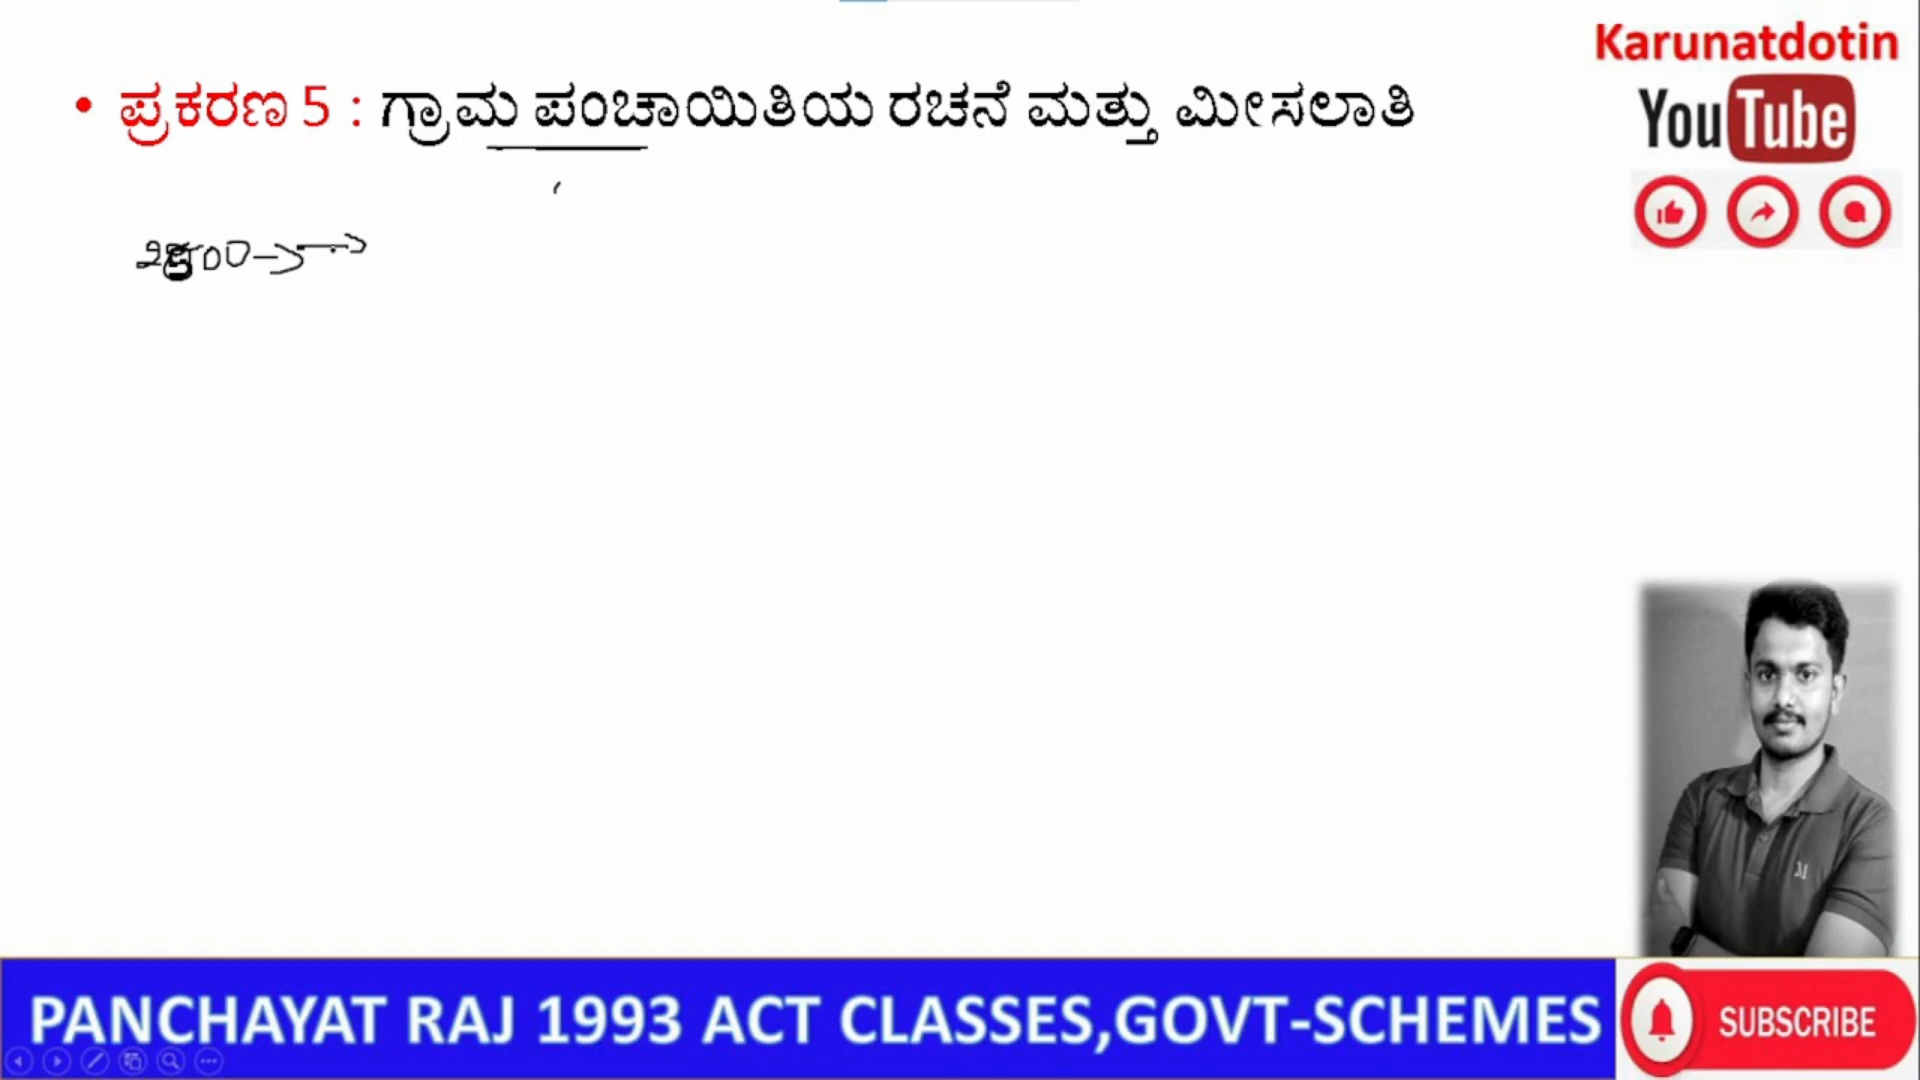 Karunatdotin
• ಪ್ರಕರಣ 5 : ಗ್ರಾಮ ಪಂಚಾಯಿತಿಯ ರಚನೆ ಮತ್ತು ಮೀಸಲಾತಿ
YouTube
PANCHAYAT RAJ 1993 ACT CLASSES,GOVT-SCHEMES
SUBSCRIBE